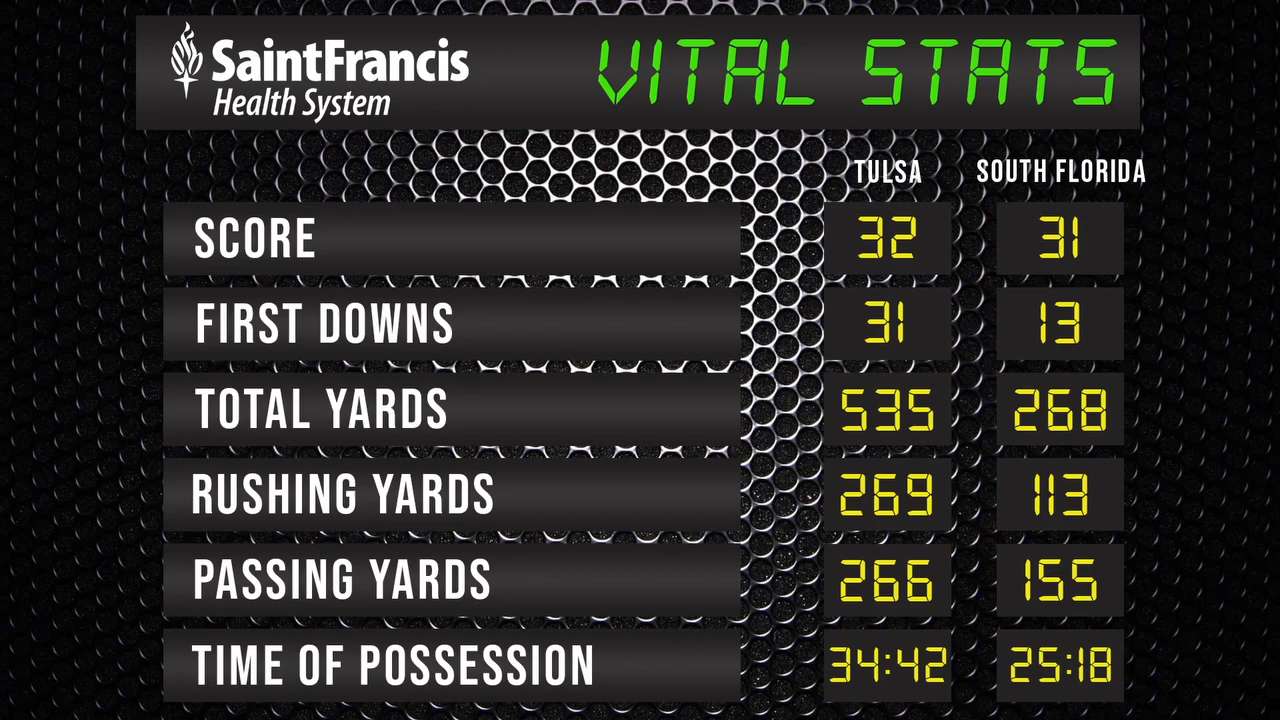 SaintFrancis
Health System
VITAL STATS
TULSA SOUTH FLORIDA
SCORE 32 31
FIRST DOWNS 31 13
TOTAL YARDS 535 268
RUSHING YARDS 269 113
PASSING YARDS 266 155
TIME OF POSSESSION 34:42 25:18